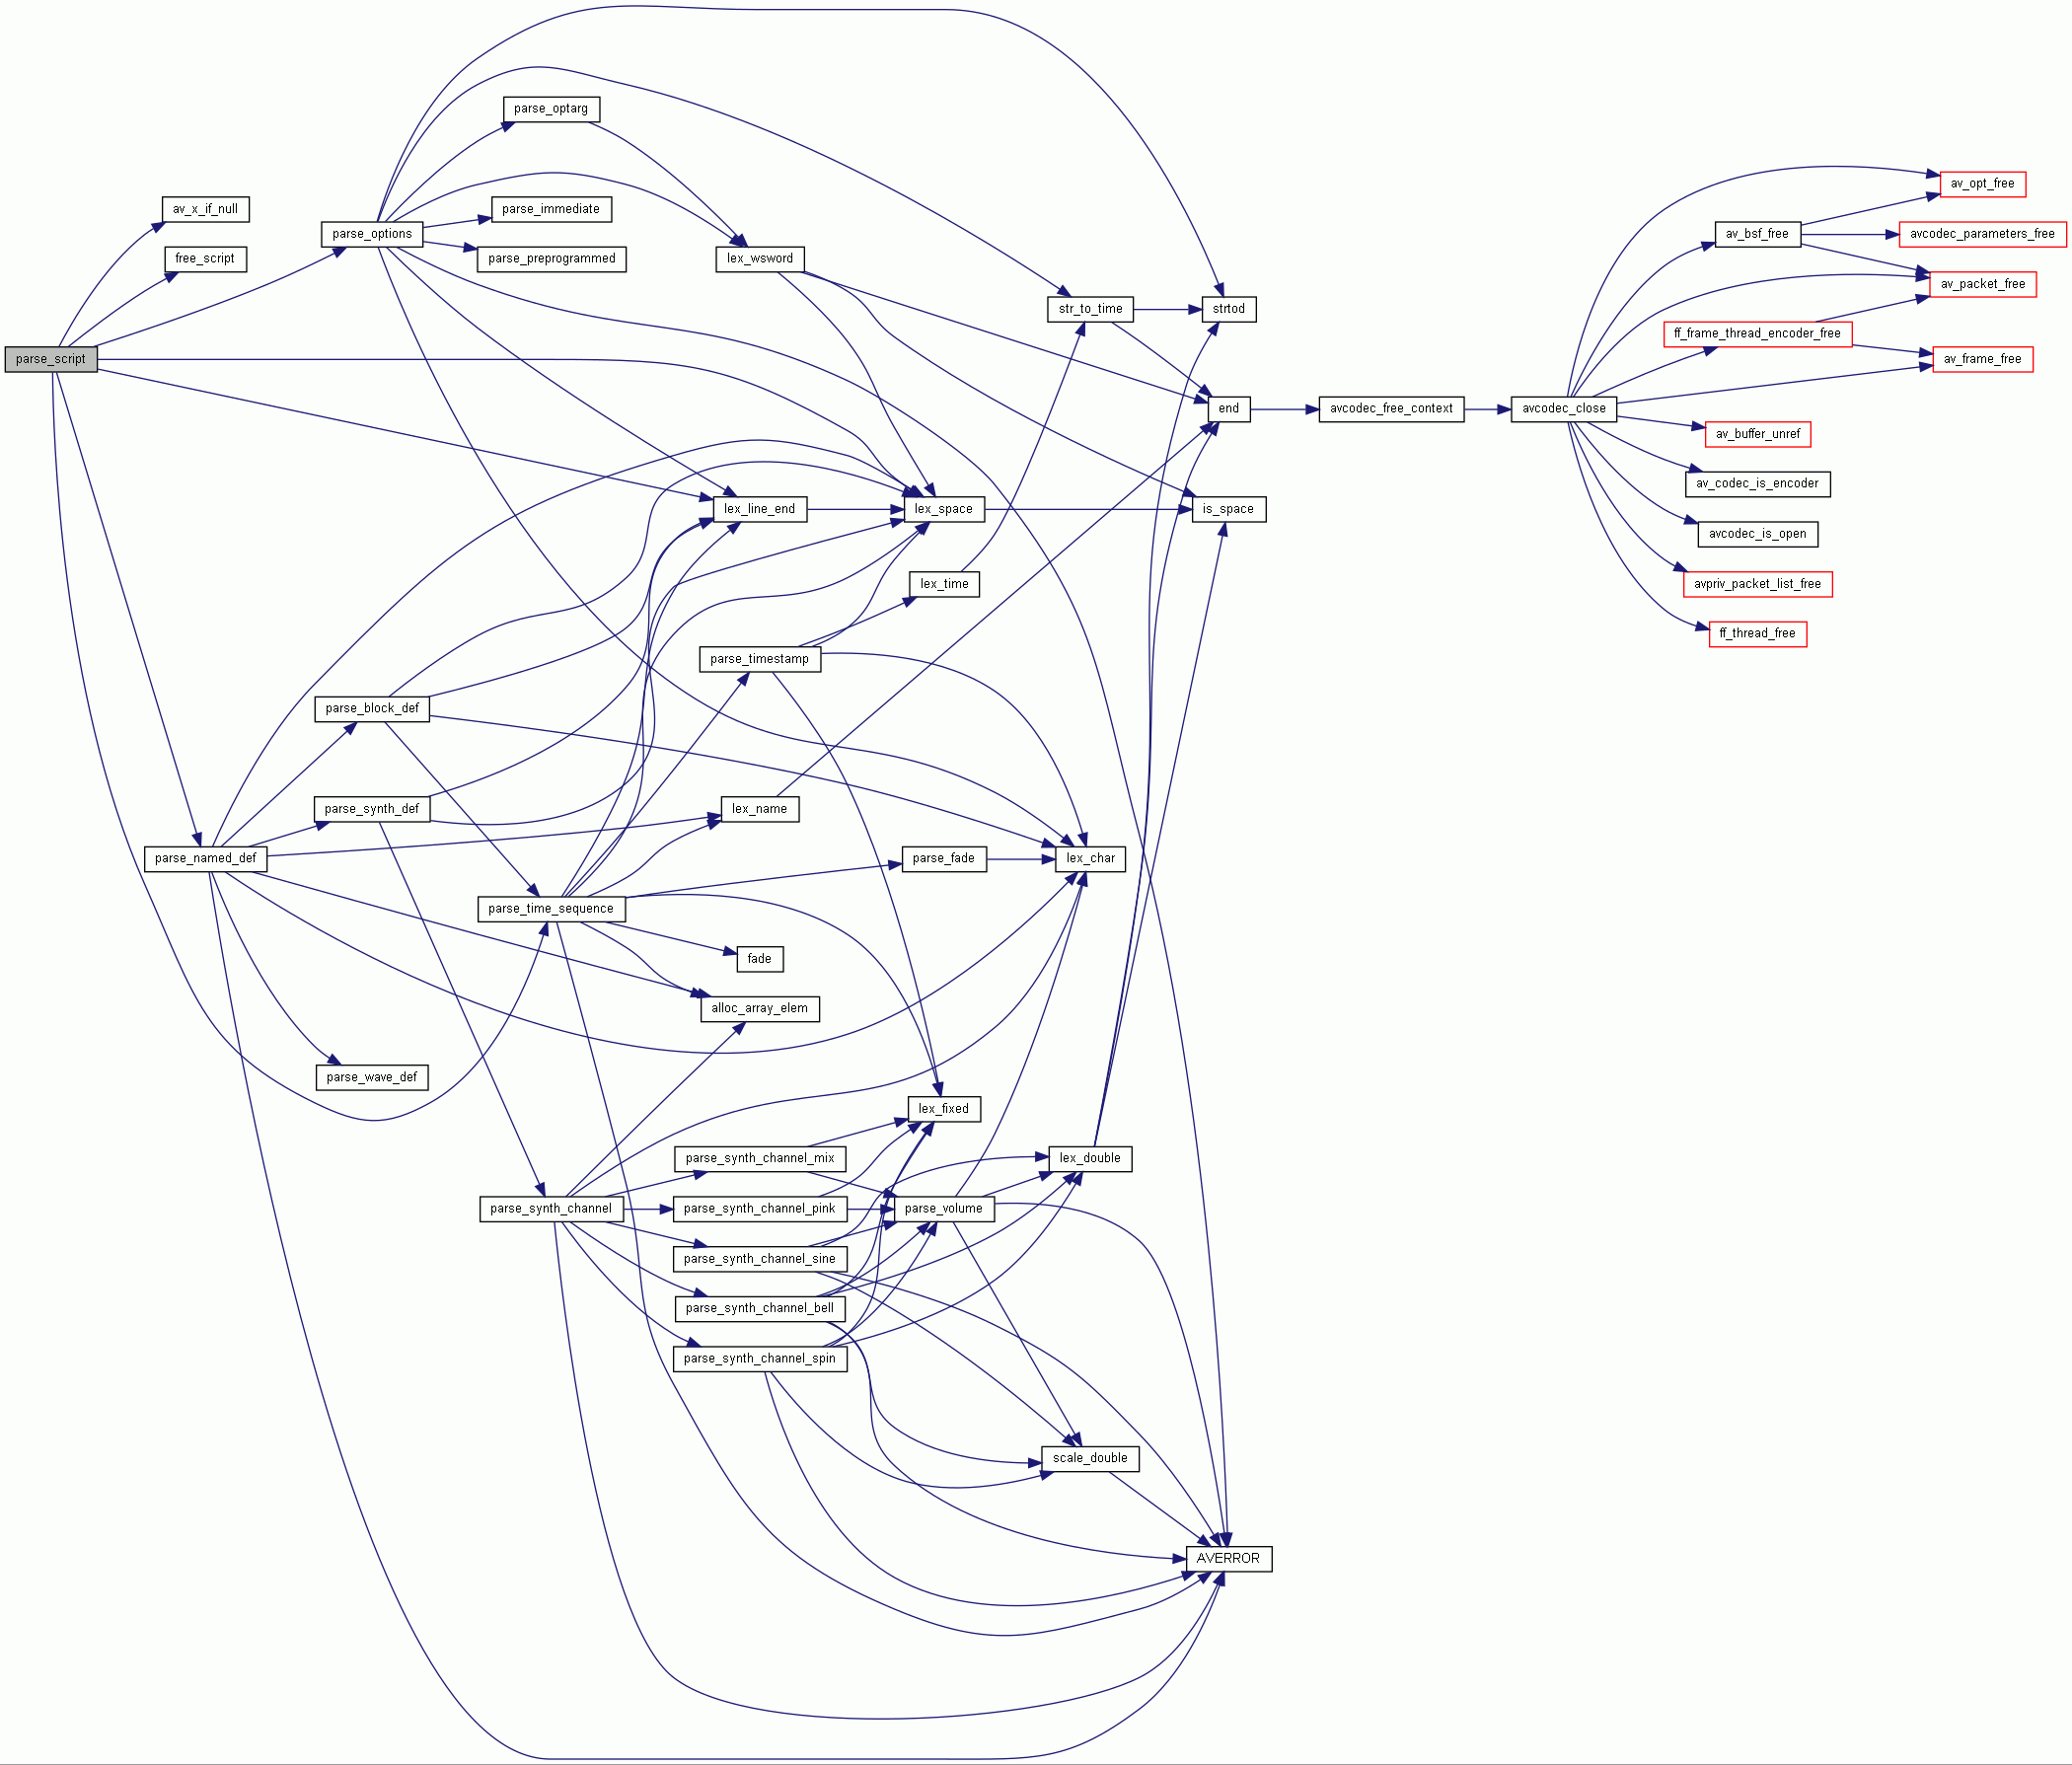 parse_optarg
av_opt_free
av_x_if_null
parse_immediate
parse_options
av_bsf_free
avcodec_parameters_free
free_script
parse_preprogrammed
lex_wsword
av_packet_free
str_to_time
strtod
ff_frame_thread_encoder_free
parse_script
av_frame_free
end
avcodec_free_context
avcodec_close
av_buffer_unref
av_codec_is_encoder
lex_line_end
lex_space
is_space
avcodec_is_open
lex_time
avpriv_packet_list_free
ff_thread_free
parse_timestamp
parse_block_def
parse_synth_def
lex_name
parse_named_def
parse_fade
lex_char
parse_time_sequence
fade
alloc_array_elem
parse_wave_def
lex_fixed
parse_synth_channel_mix
lex_double
parse_synth_channel
parse_synth_channel_pink
parse_volume
parse_synth_channel_sine
parse_synth_channel_bell
parse_synth_channel_spin
scale_double
AVERROR